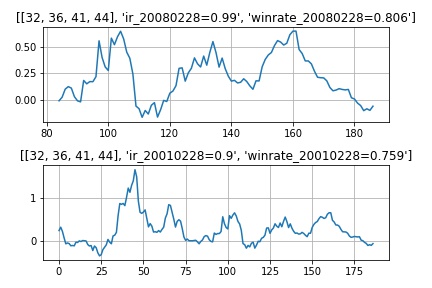 [[32, 36, 41, 44], 'ir_20080228=0.99', 'winrate_20080228=0.806']
0.50
0.25
0.00
80 100 120 140 160 180
[[32, 36, 41, 44], 'ir_20010228=0.9', 'winrate_20010228=0.759']
1
0
0 25 50 75 100 125 150 175